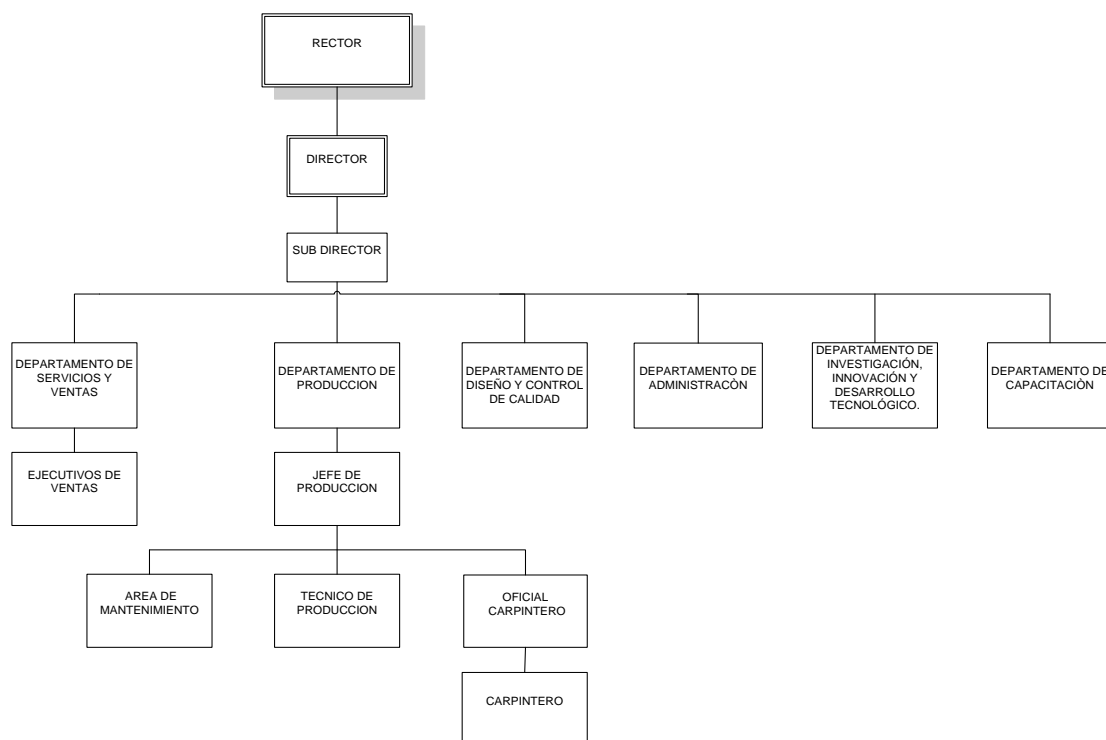 RECTOR
DIRECTOR
SUB DIRECTOR
DEPARTAMENTO DE
SERVICIOS Y
VENTAS
DEPARTAMENTO DE
PRODUCCION
DEPARTAMENTO DE
DISEÑO Y CONTROL
DE CALIDAD
DEPARTAMENTO DE
ADMINISTRACÒN
DEPARTAMENTO DE
INVESTIGACIÓN,
INNOVACIÓN Y
DESARROLLO
TECNOLÓGICO.
DEPARTAMENTO DE
CAPACITACIÒN
EJECUTIVOS DE
VENTAS
JEFE DE
PRODUCCION
AREA DE
MANTENIMIENTO
TECNICO DE
PRODUCCION
OFICIAL
CARPINTERO
CARPINTERO